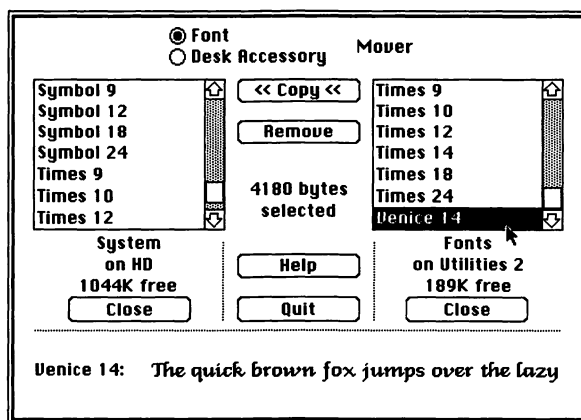 Font
Desk Accessory
Mover
Symbol 9
Symbol 12
Symbol 18
Symbol 24
Times 9
Times 10
Times 12
<< Copy <<
Remove
4180 bytes
selected
Times 9
Times 10
Times 12
Times 14
Times 18
Times 24
Venice 14
System
on HD
1044K free
Close
Help
Quit
Fonts
on Utilities 2
189K free
Close
Venice 14: The quick brown fox jumps over the lazy